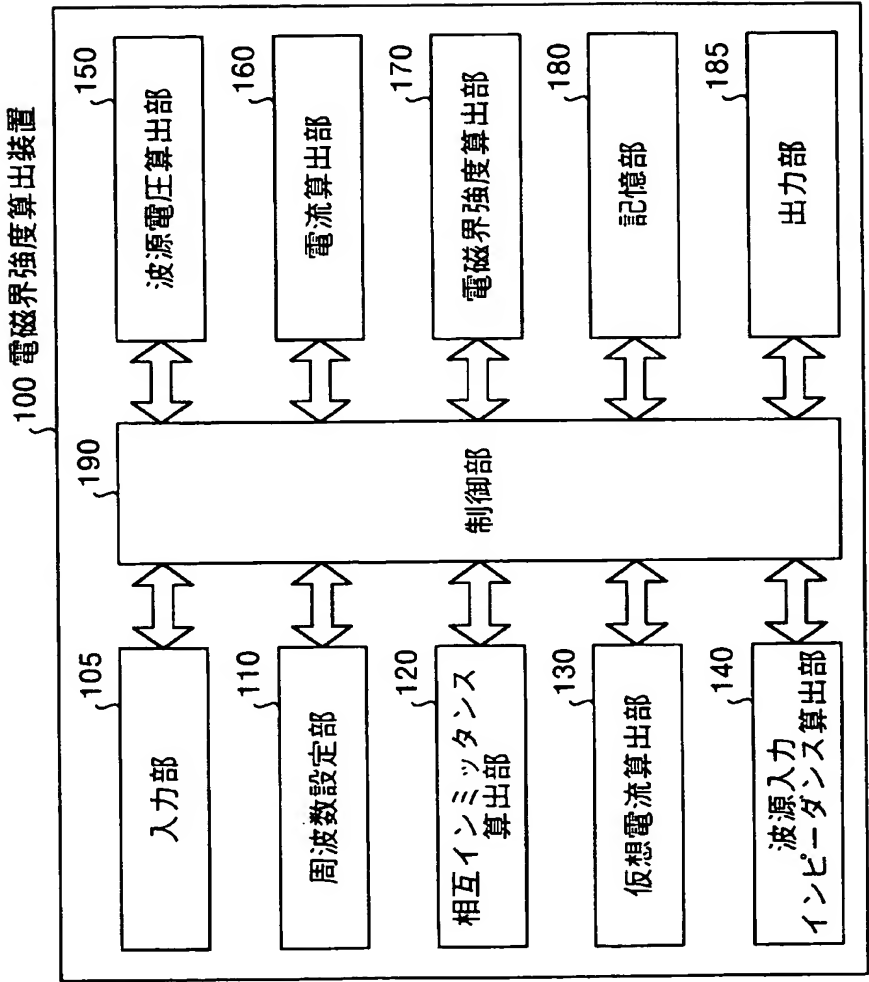 100 電磁界強度算出装置
105
入力部
110
周波数設定部
120
相互インミッタンス
算出部
130
仮想電流算出部
140
波源入力
インピーダンス算出部
190
制御部
150
波源電圧算出部
160
電流算出部
170
電磁界強度算出部
180
記憶部
185
出力部